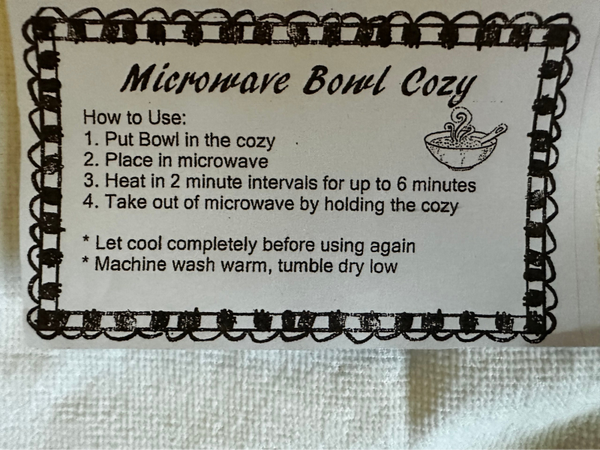 Microwave Bowl Cozy
How to Use:
1. Put Bowl in the cozy
2. Place in microwave
3. Heat in 2 minute intervals for up to 6 minutes
4. Take out of microwave by holding the cozy
* Let cool completely before using again
* Machine wash warm, tumble dry low